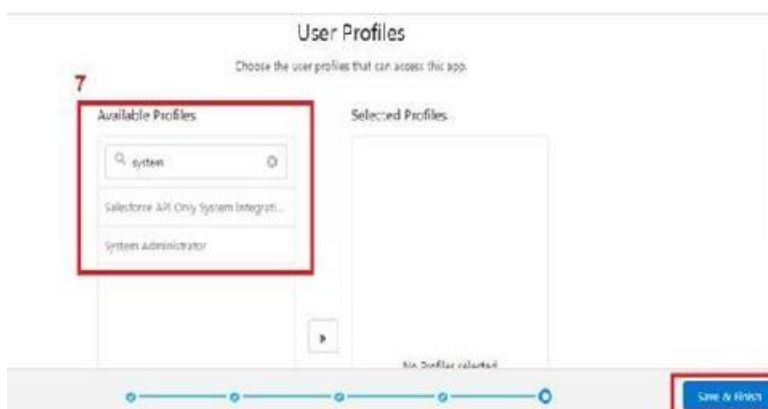 User Profiles
Choose the user profiles that can access this app.
7
Available Profiles
Selected Profiles
system
Salesforce API Only System Integrati...
System Administrator
No Profiles selected
Save & Finish